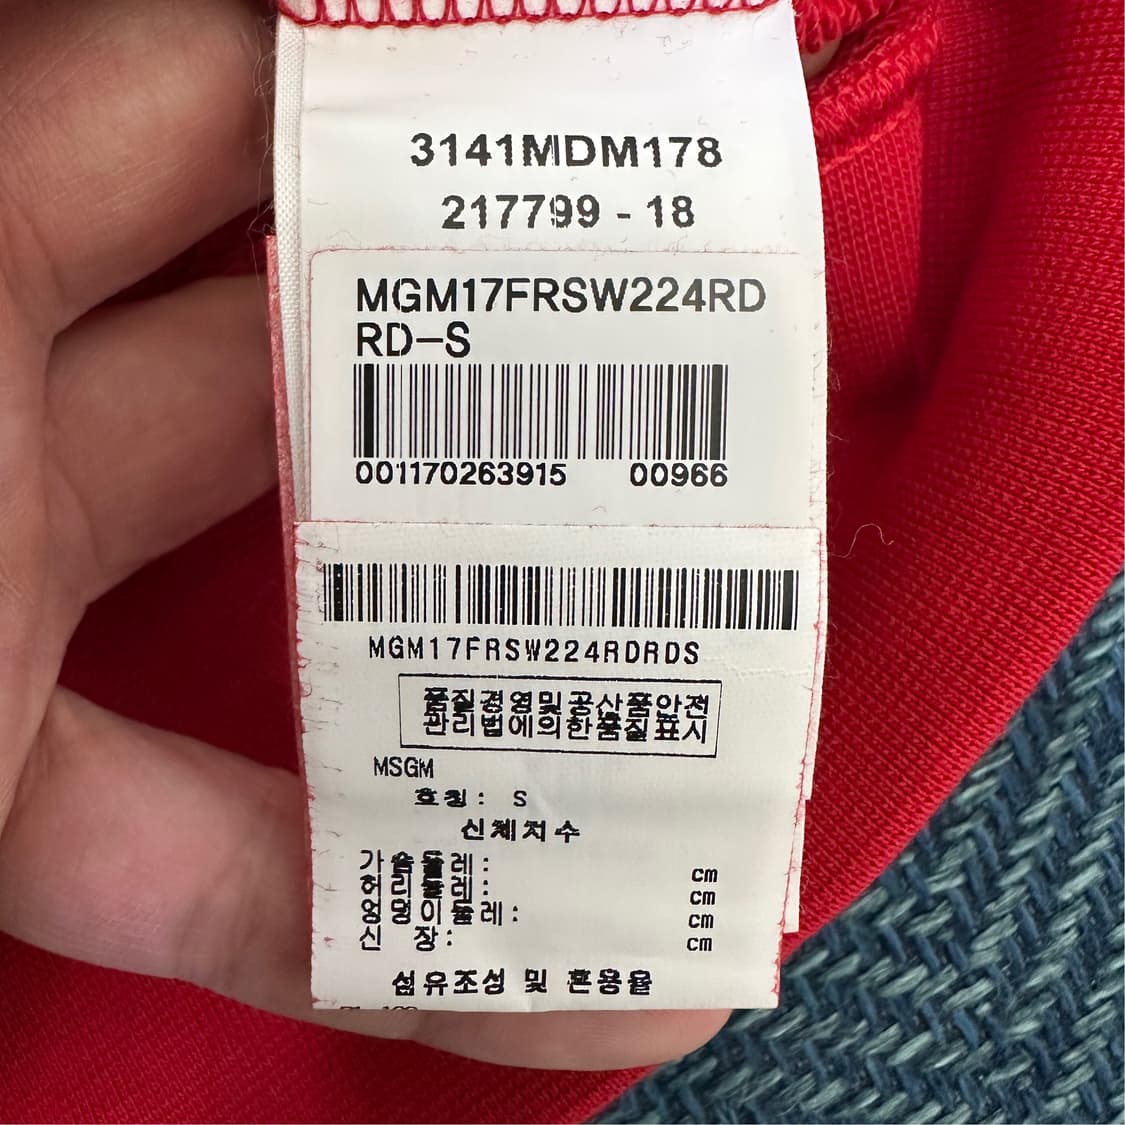 3141MDM178
217799 - 18
MGM17FRSW224RD
RD-S
001170263915 00966
MGM17FRSW224RDRDS
품질경영및공산품안전
관리법에의한품질표시
MSGM
호칭: S
신체치수
가슴둘레: cm
허리둘레: cm
엉덩이둘레: cm
신 장: cm
섬유조성 및 혼용율